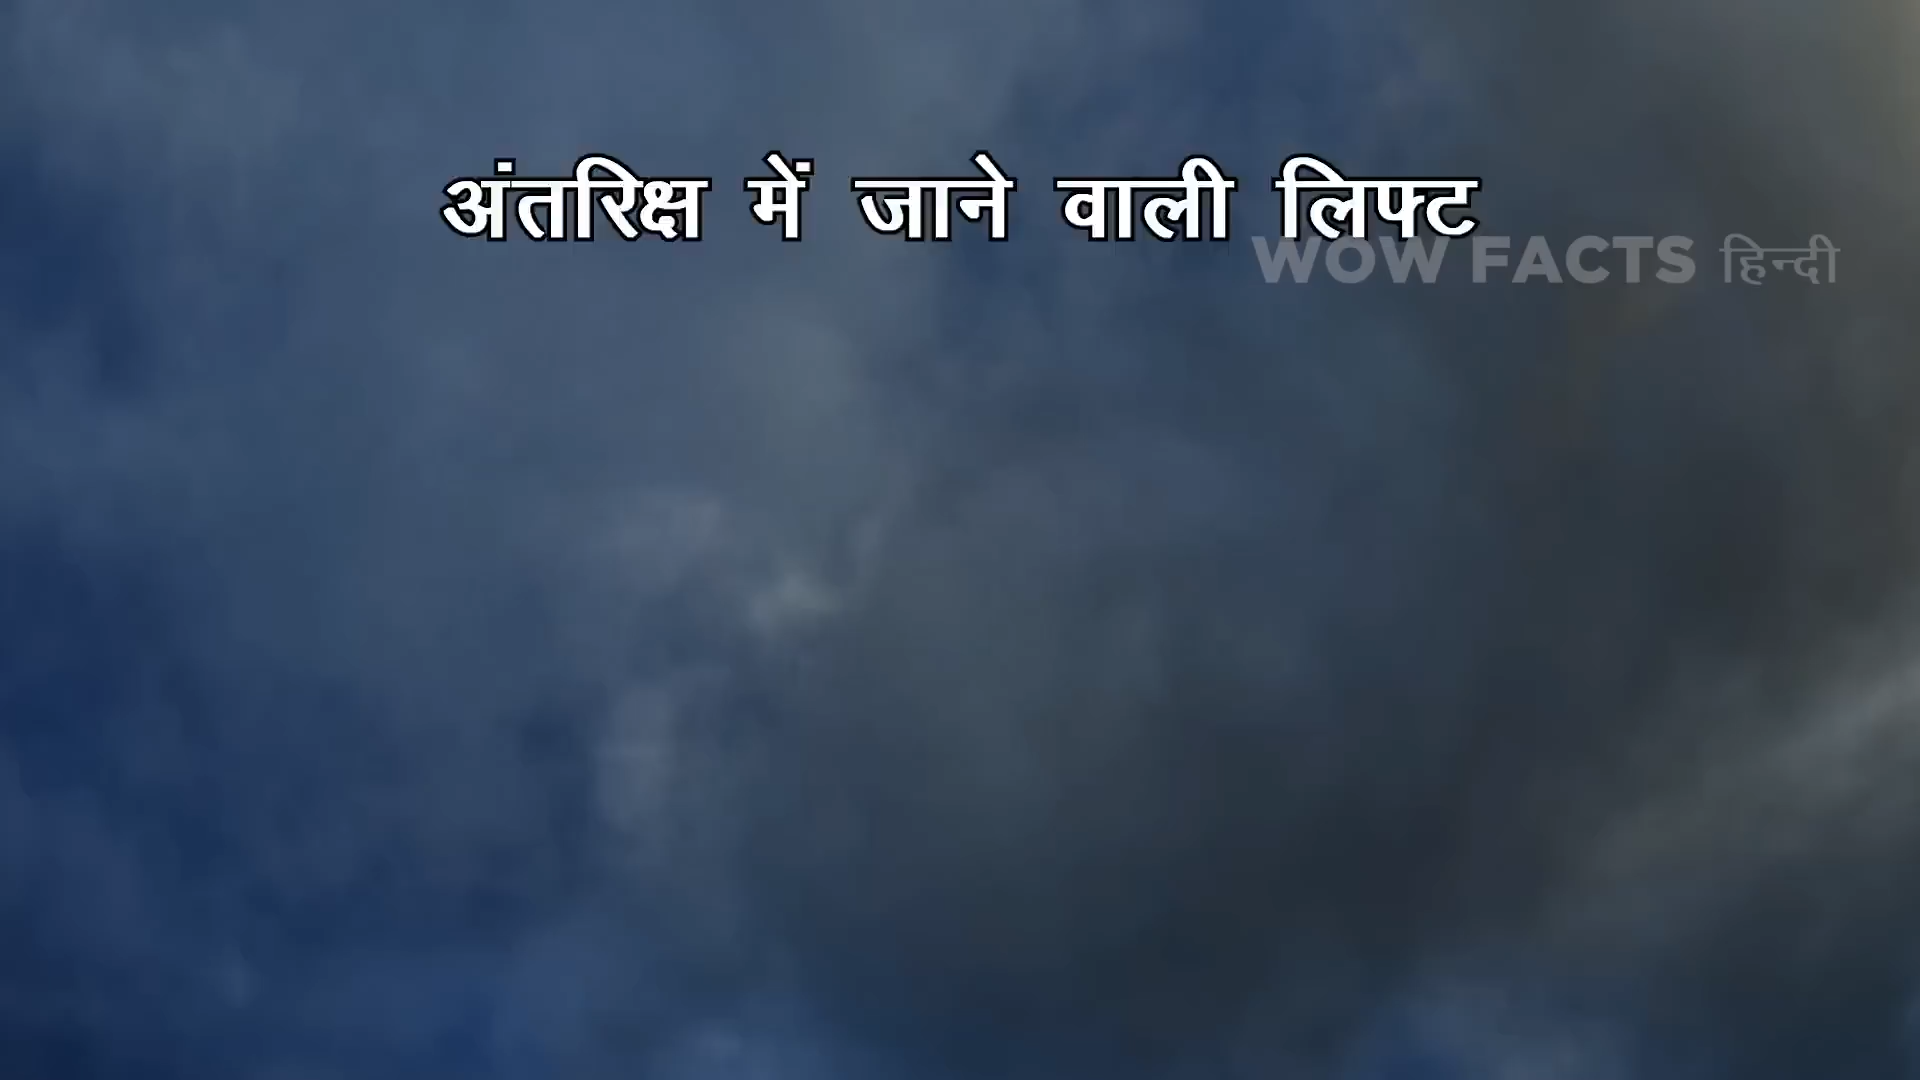 अंतरिक्ष में जाने वाली लिफ्ट
WOW FACTS हिन्दी